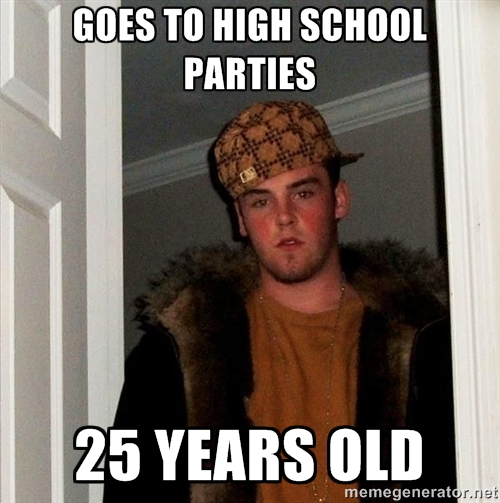 GOES TO HIGH SCHOOL
PARTIES
25 YEARS OLD
memegenerator.net